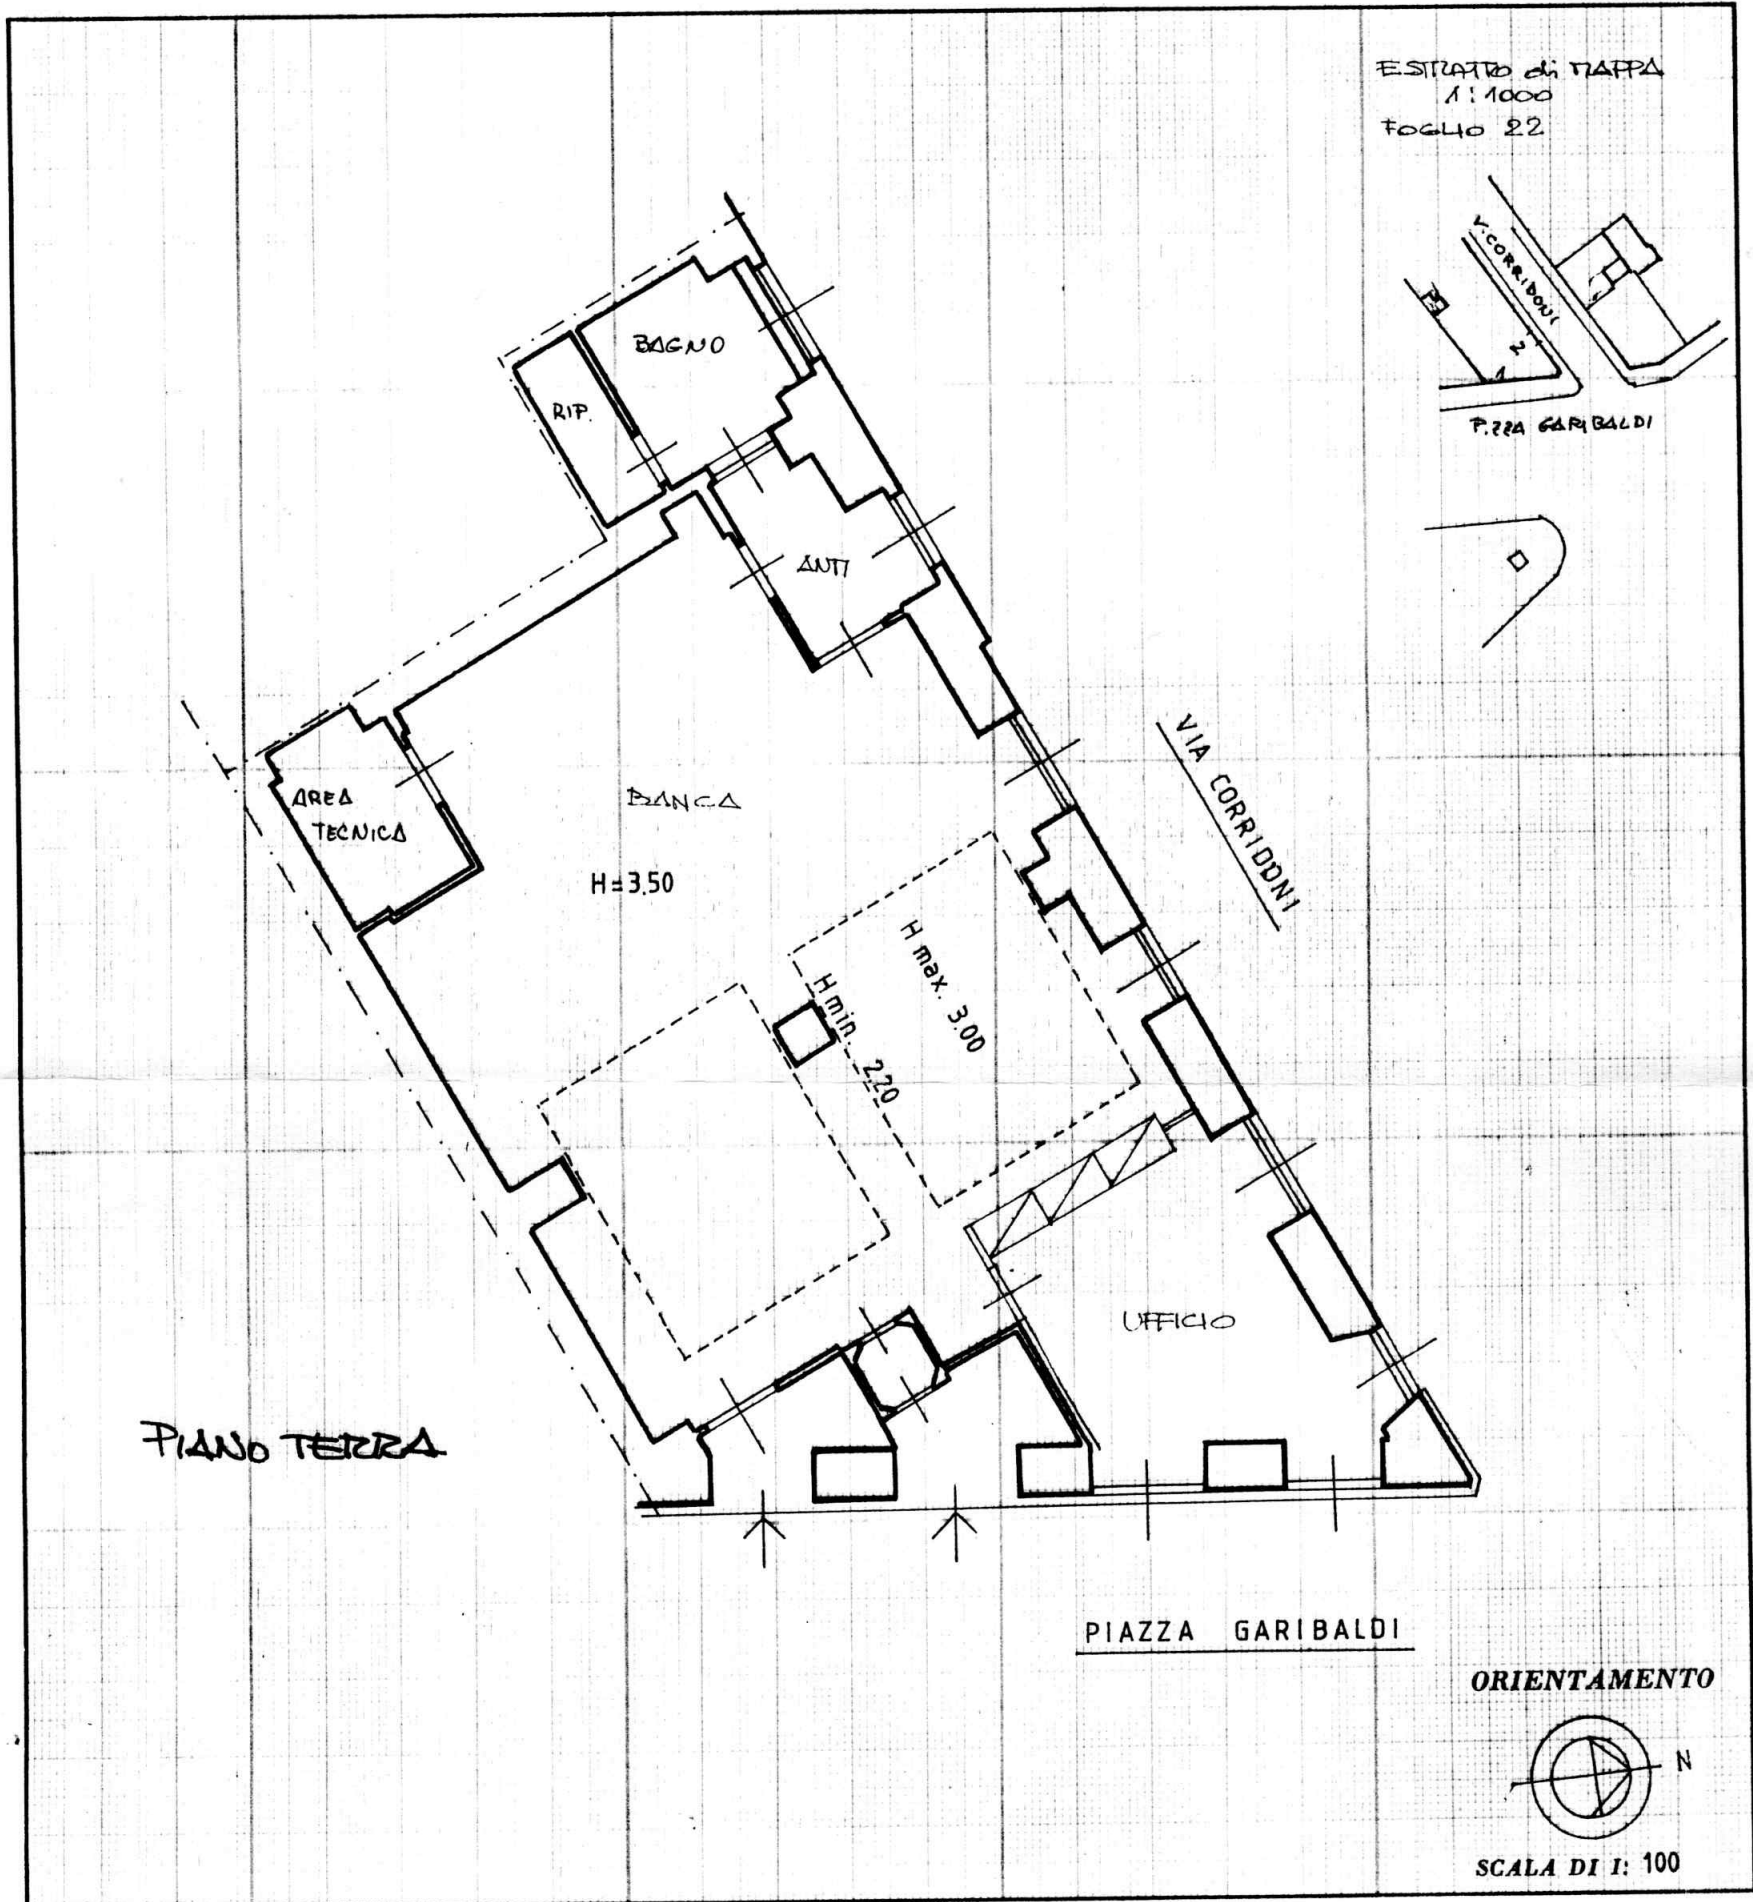 ESTRATTO di MAPPA
1:1000
FOGLIO 22
V. CORRIDONI
2
1
P.ZZA GARIBALDI
BAGNO
RIP.
ANTI
VIA CORRIDONI
AREA
TECNICA
BANCA
H=3.50
H max. 3.00
H min. 2.20
UFFICIO
PIANO TERRA
PIAZZA GARIBALDI
ORIENTAMENTO
N
SCALA DI 1: 100